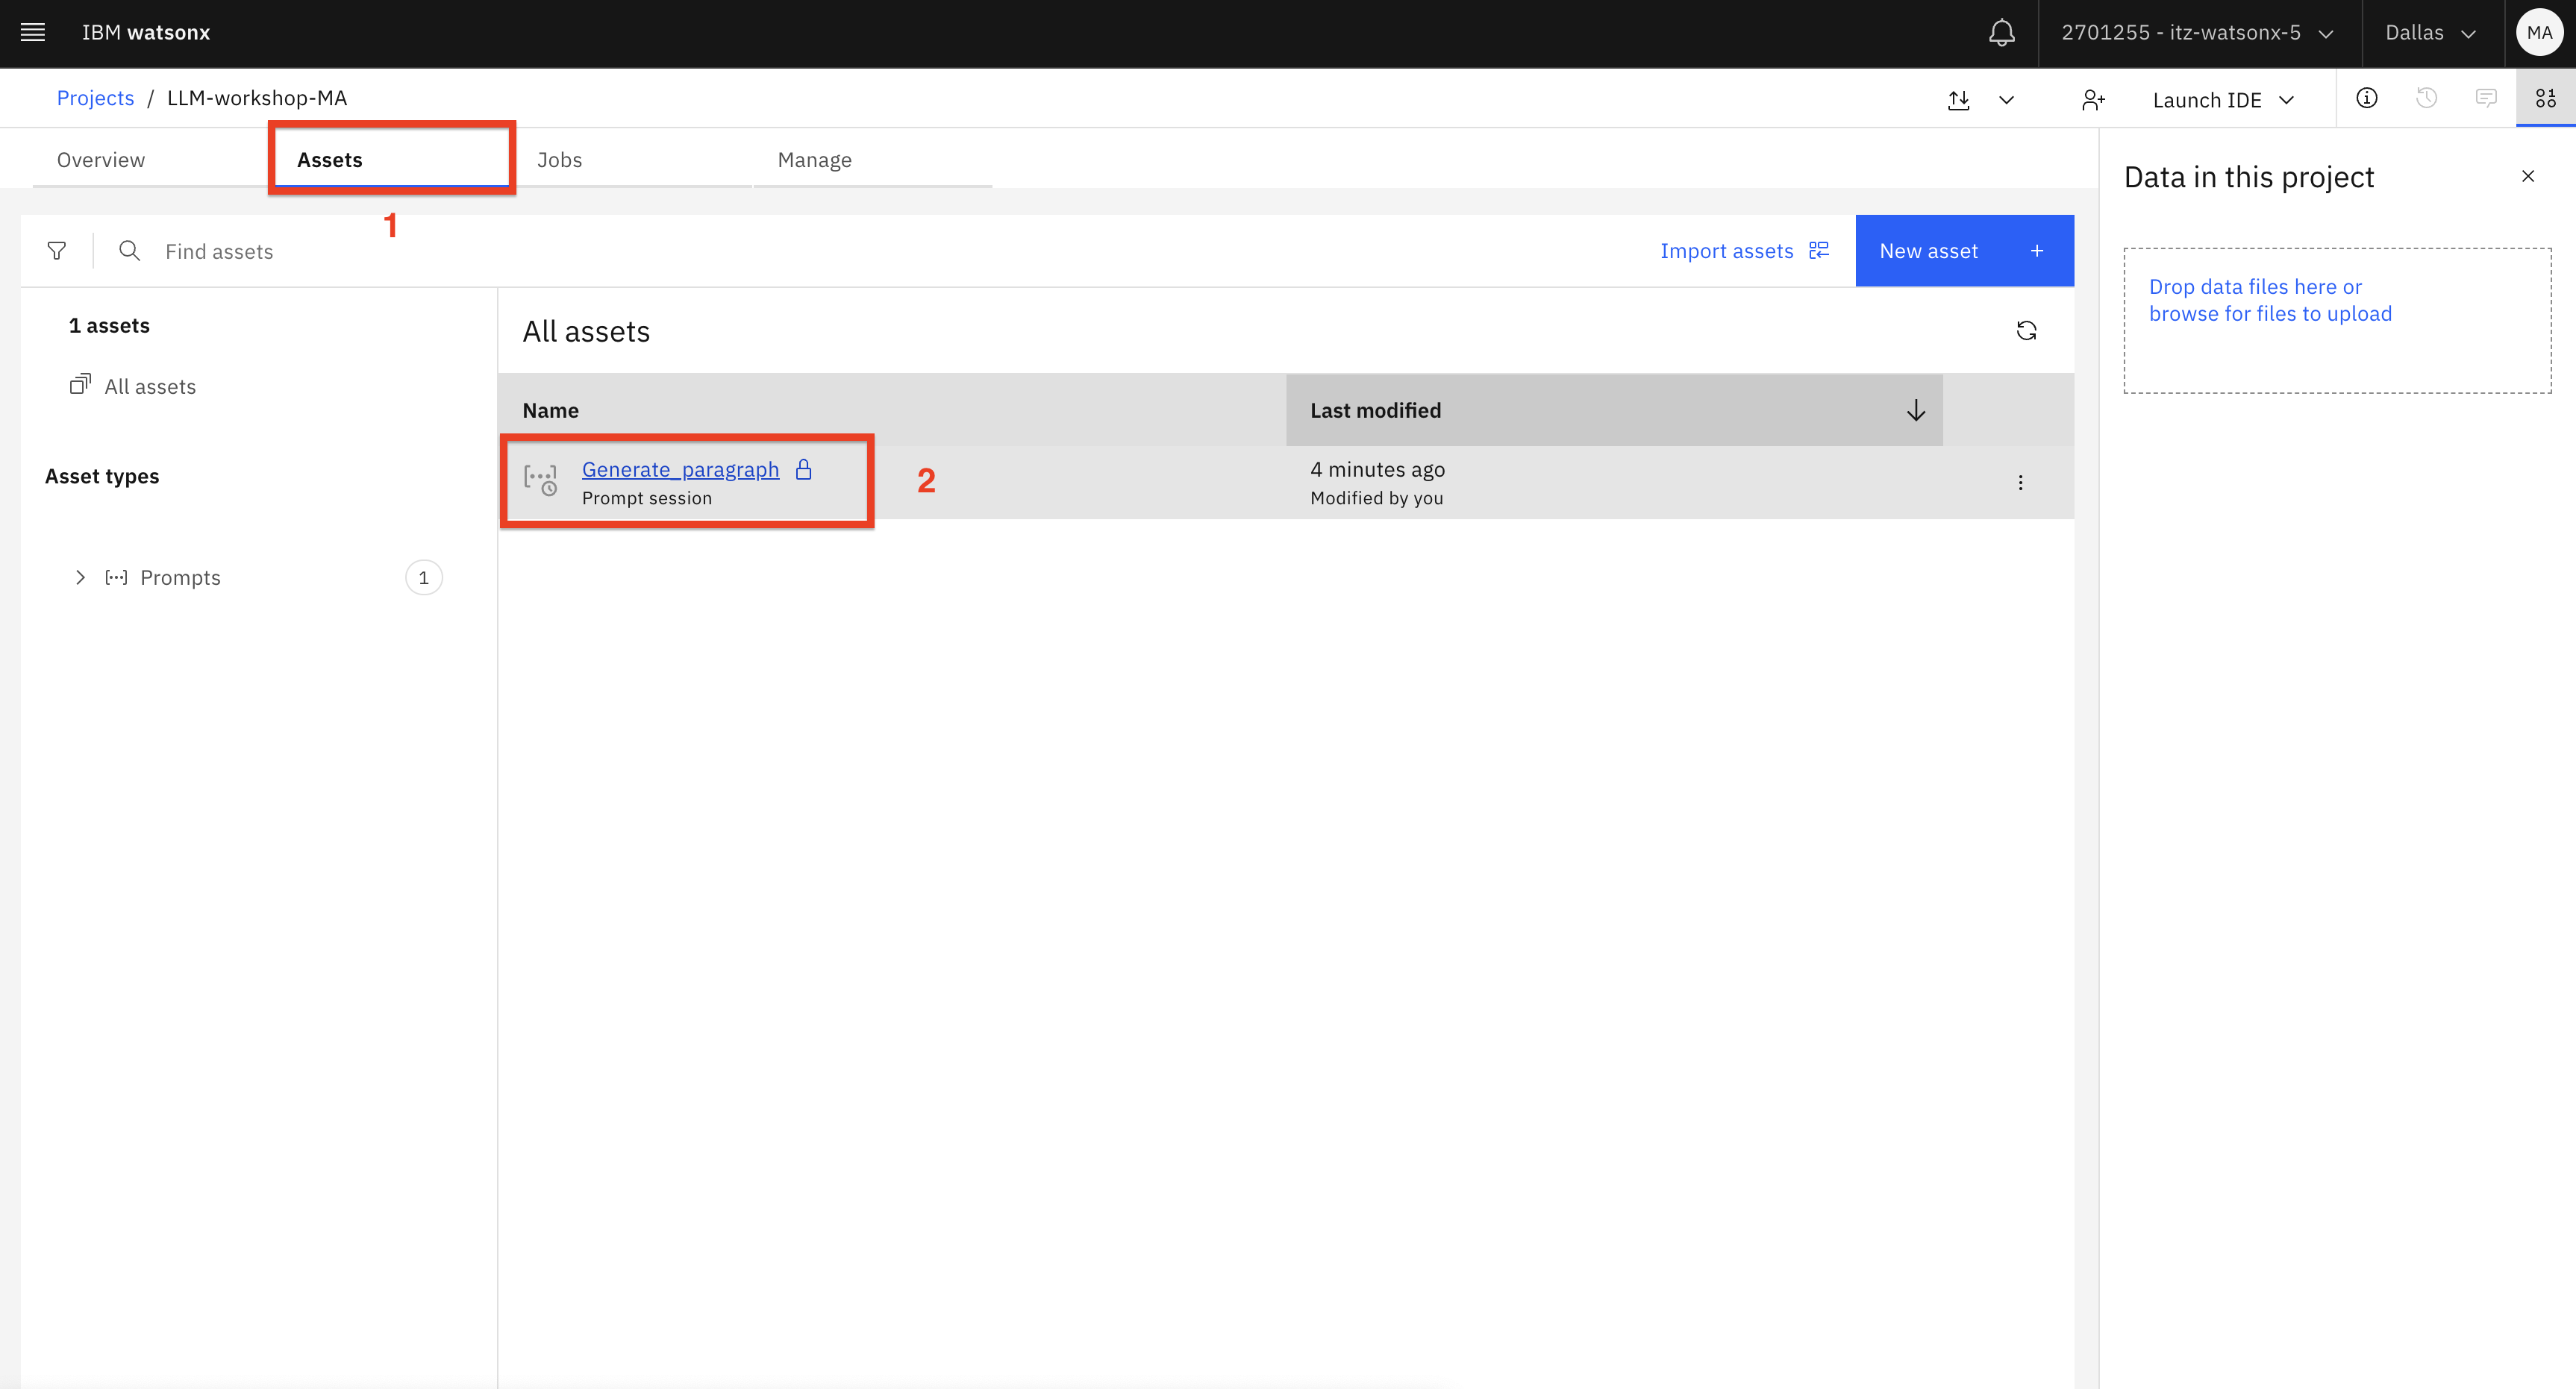 IBM watsonx
2701255 - itz-watsonx-5
Dallas
MA
Projects / LLM-workshop-MA
Launch IDE
Overview
Assets
Jobs
Manage
1
Find assets
Import assets
New asset +
1 assets
All assets
Asset types
Prompts
1
All assets
Name
Last modified
Generate_paragraph
Prompt session
2
4 minutes ago
Modified by you
Data in this project
Drop data files here or
browse for files to upload